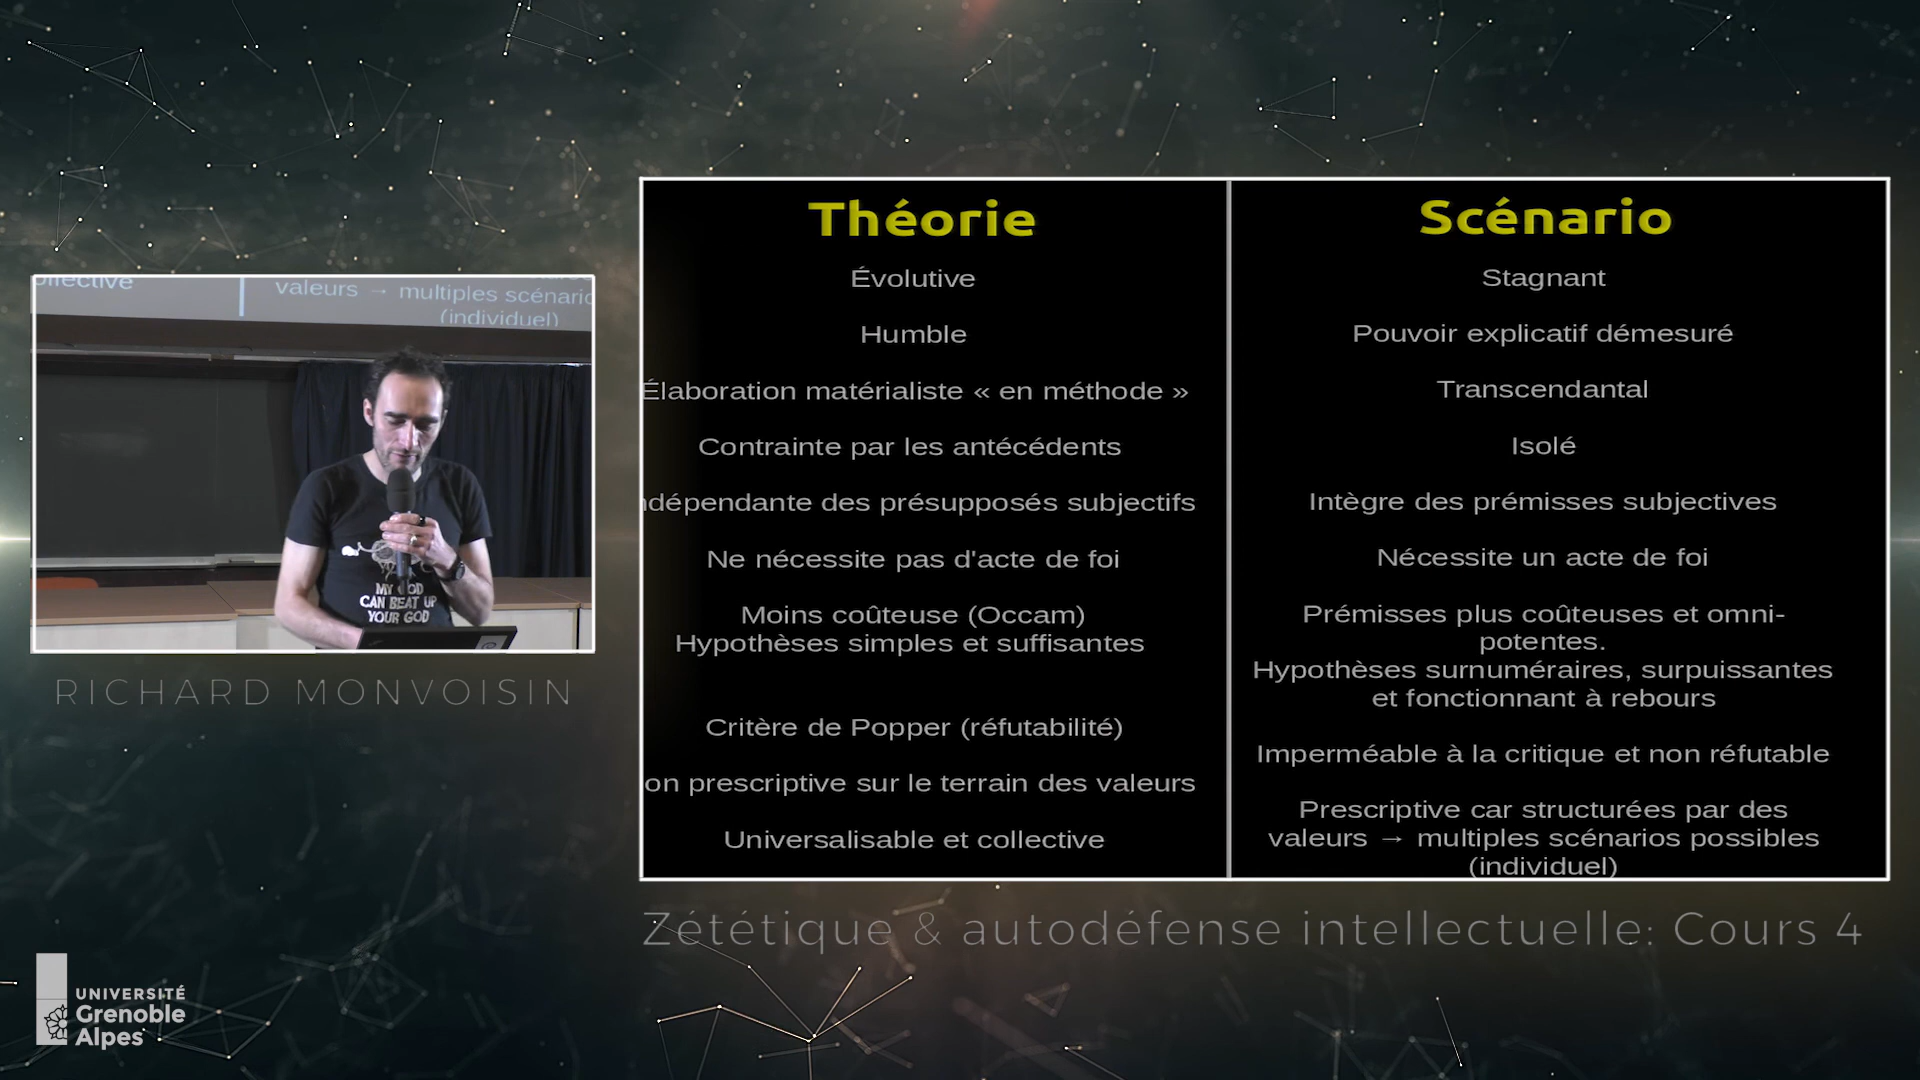 ollective
valeurs → multiples scénario
(individuel)
MY GOD
CAN BEAT UP
YOUR GOD
RICHARD MONVOISIN
Théorie
Évolutive
Humble
Élaboration matérialiste « en méthode »
Contrainte par les antécédents
ndépendante des présupposés subjectifs
Ne nécessite pas d'acte de foi
Moins coûteuse (Occam)
Hypothèses simples et suffisantes
Critère de Popper (réfutabilité)
on prescriptive sur le terrain des valeurs
Universalisable et collective
Scénario
Stagnant
Pouvoir explicatif démesuré
Transcendantal
Isolé
Intègre des prémisses subjectives
Nécessite un acte de foi
Prémisses plus coûteuses et omni-
potentes.
Hypothèses surnuméraires, surpuissantes
et fonctionnant à rebours
Imperméable à la critique et non réfutable
Prescriptive car structurées par des
valeurs → multiples scénarios possibles
(individuel)
Zététique & autodéfense intellectuelle: Cours 4
UNIVERSITÉ
Grenoble
Alpes